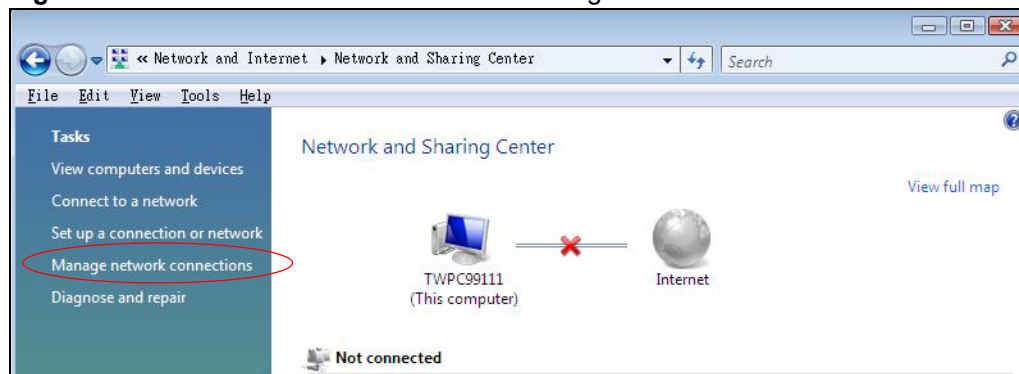 « Network and Internet ▸ Network and Sharing Center
Search
File Edit View Tools Help
Tasks
View computers and devices
Connect to a network
Set up a connection or network
Manage network connections
Diagnose and repair
Network and Sharing Center
View full map
TWPC99111
(This computer)
Internet
Not connected